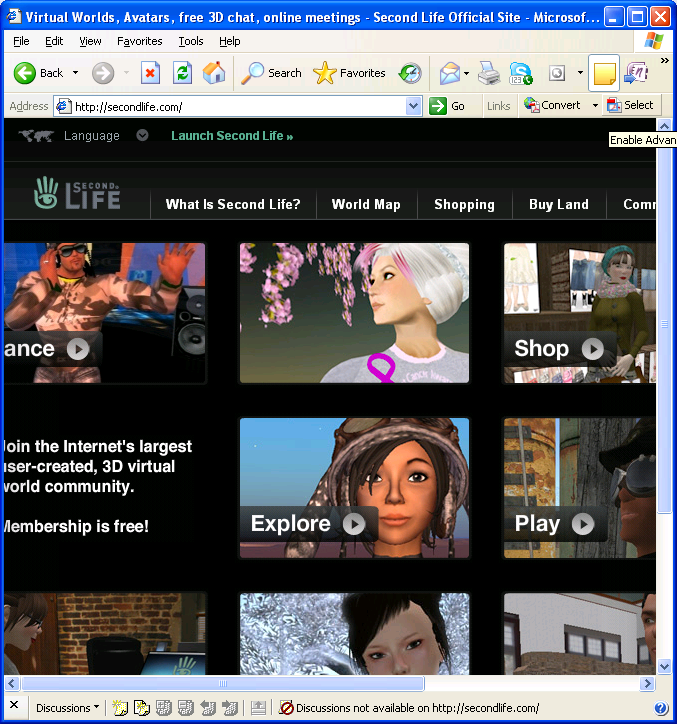 Virtual Worlds, Avatars, free 3D chat, online meetings - Second Life Official Site - Microsof...
File Edit View Favorites Tools Help
Back Search Favorites
Address http://secondlife.com/ Go Links Convert Select
Enable Advan
Language Launch Second Life »
SECOND LIFE
What Is Second Life? World Map Shopping Buy Land Comm
ance
Shop
Join the Internet's largest
user-created, 3D virtual
world community.
Membership is free!
Explore
Play
Discussions Discussions not available on http://secondlife.com/